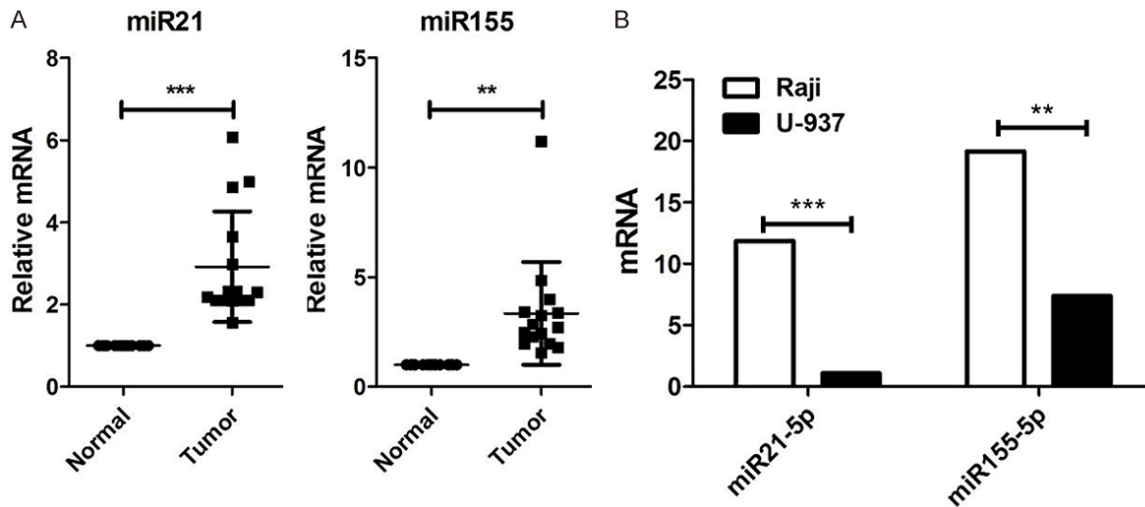 A
miR21
Relative mRNA
8
6
4
2
0
***
Normal
Tumor
miR155
Relative mRNA
15
10
5
0
**
Normal
Tumor
B
mRNA
25
20
15
10
5
0
Raji
U-937
***
**
miR21-5p
miR155-5p